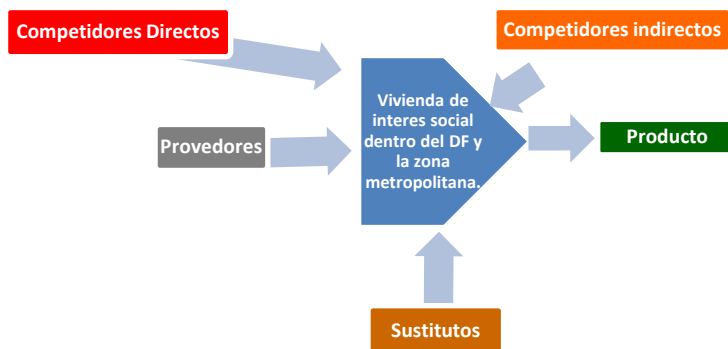 Competidores Directos
Competidores indirectos
Vivienda de
interes social
dentro del DF y
la zona
metropolitana.
Provedores
Producto
Sustitutos